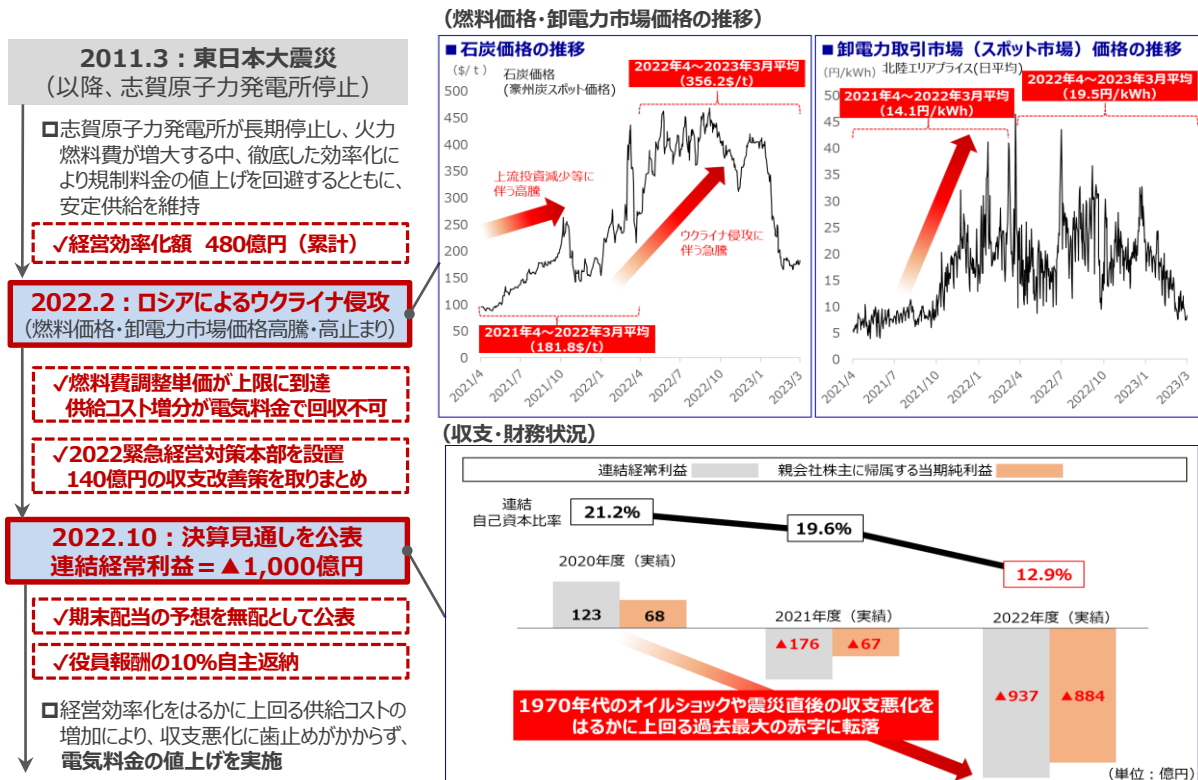 2011.3：東日本大震災
（以降、志賀原子力発電所停止）
志賀原子力発電所が長期停止し、火力
燃料費が増大する中、徹底した効率化に
より規制料金の値上げを回避するとともに、
安定供給を維持
✓経営効率化額 480億円（累計）
2022.2：ロシアによるウクライナ侵攻
（燃料価格・卸電力市場価格高騰・高止まり）
✓燃料費調整単価が上限に到達
供給コスト増分が電気料金で回収不可
✓2022緊急経営対策本部を設置
140億円の収支改善策を取りまとめ
2022.10：決算見通しを公表
連結経常利益＝▲1,000億円
✓期末配当の予想を無配として公表
✓役員報酬の10%自主返納
経営効率化をはるかに上回る供給コストの
増加により、収支悪化に歯止めがかからず、
電気料金の値上げを実施
（燃料価格・卸電力市場価格の推移）
■石炭価格の推移
($/ｔ)
石炭価格
(豪州炭スポット価格)
2022年4～2023年3月平均
（356.2$/t）
500
450
400
350
300
250
200
150
100
50
0
上流投資減少等に
伴う高騰
ウクライナ侵攻に
伴う急騰
2021年4～2022年3月平均
（181.8$/t）
2021/4
2021/7
2021/10
2022/1
2022/4
2022/7
2022/10
2023/1
2023/3
■卸電力取引市場（スポット市場）価格の推移
(円/kWh)
北陸エリアプライス(日平均)
2021年4～2022年3月平均
（14.1円/kWh）
2022年4～2023年3月平均
（19.5円/kWh）
50
45
40
35
30
25
20
15
10
5
0
2021/4
2021/7
2021/10
2022/1
2022/4
2022/7
2022/10
2023/1
2023/3
（収支・財務状況）
連結経常利益
親会社株主に帰属する当期純利益
連結
自己資本比率
21.2%
19.6%
12.9%
2020年度（実績）
123
68
2021年度（実績）
▲176
▲67
2022年度（実績）
▲937
▲884
1970年代のオイルショックや震災直後の収支悪化を
はるかに上回る過去最大の赤字に転落
（単位：億円）